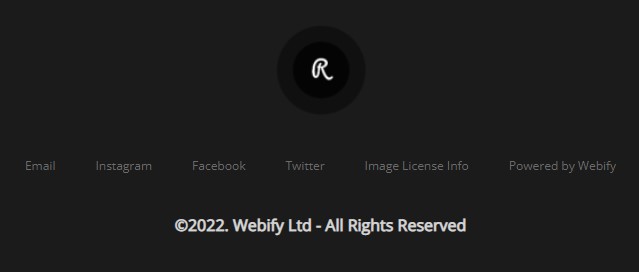 R
Email Instagram Facebook Twitter Image License Info Powered by Webify
©2022. Webify Ltd - All Rights Reserved